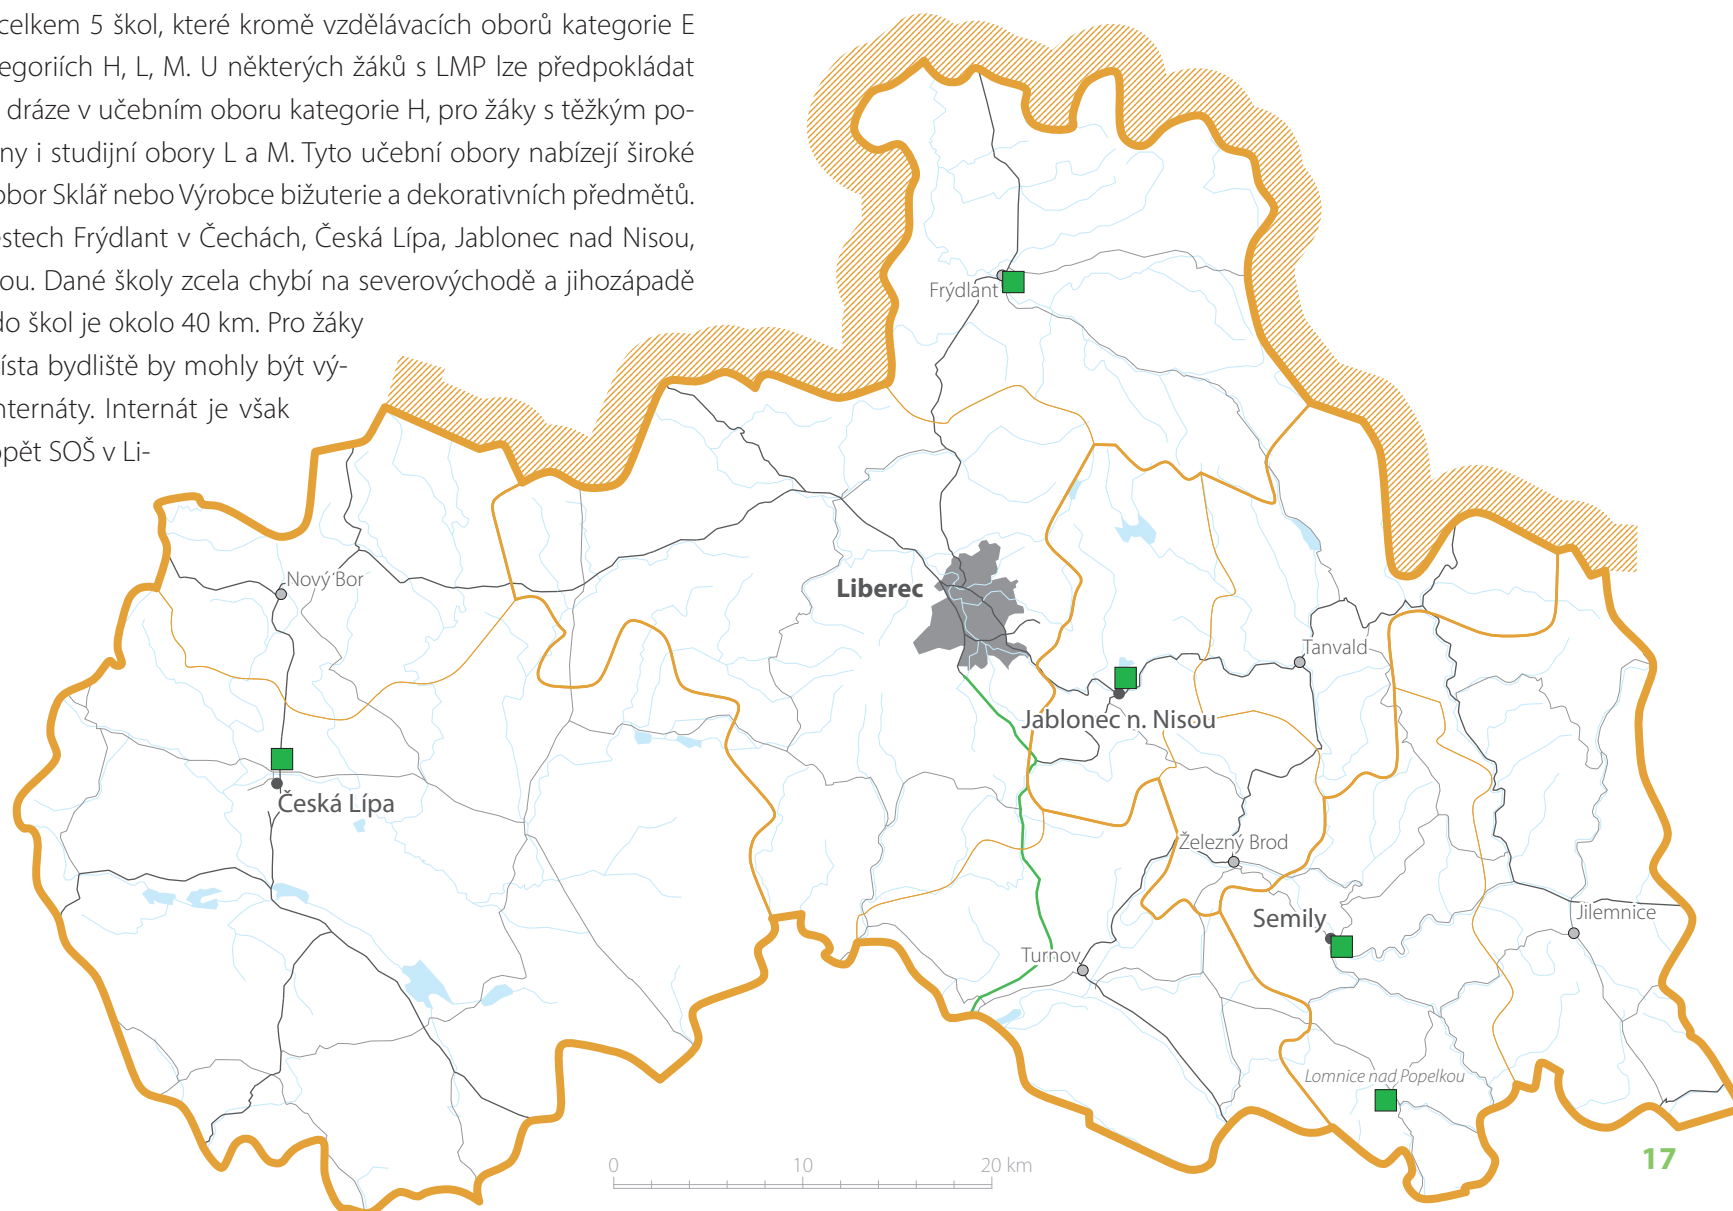 celkem 5 škol, které kromě vzdělávacích oborů kategorie E
egoriích H, L, M. U některých žáků s LMP lze předpokládat
dráze v učebním oboru kategorie H, pro žáky s těžkým po-
ny i studijní obory L a M. Tyto učební obory nabízejí široké
obor Sklář nebo Výrobce bižuterie a dekorativních předmětů.
ěstech Frýdlant v Čechách, Česká Lípa, Jablonec nad Nisou,
ou. Dané školy zcela chybí na severovýchodě a jihozápadě
do škol je okolo 40 km. Pro žáky
ísta bydliště by mohly být vý-
nternáty. Internát je však
opět SOŠ v Li-
Frýdlant
Nový Bor
Liberec
Tanvald
Jablonec n. Nisou
Česká Lípa
Železný Brod
Semily
Jilemnice
Turnov
Lomnice nad Popelkou
0 10 20 km
17